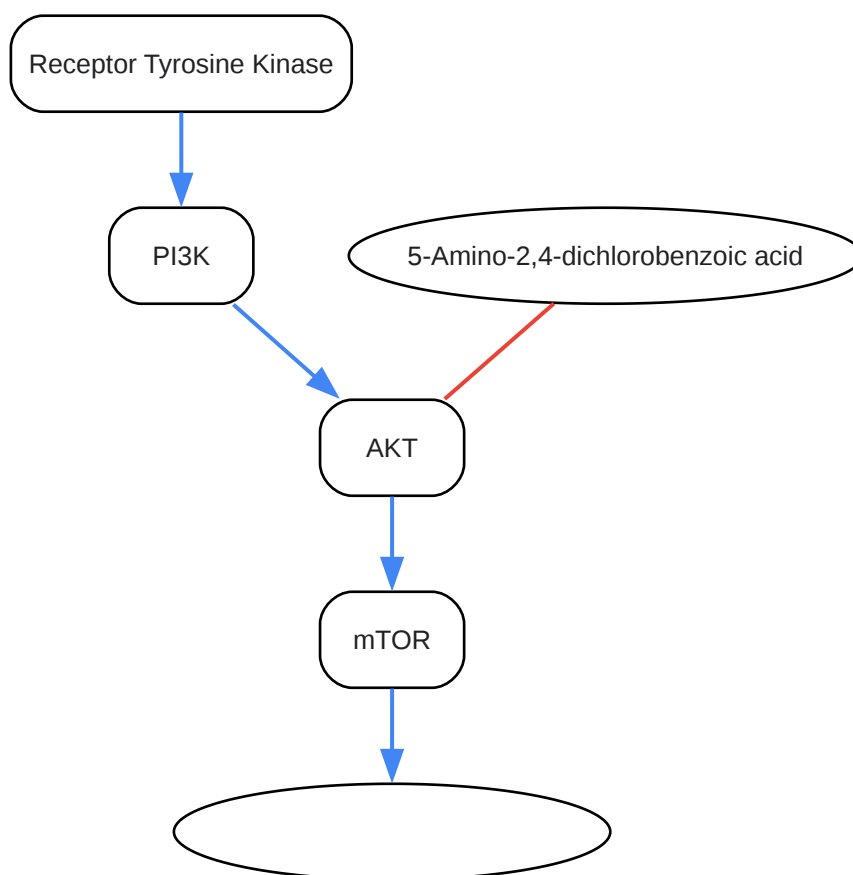 Receptor Tyrosine Kinase
PI3K
5-Amino-2,4-dichlorobenzoic acid
AKT
mTOR